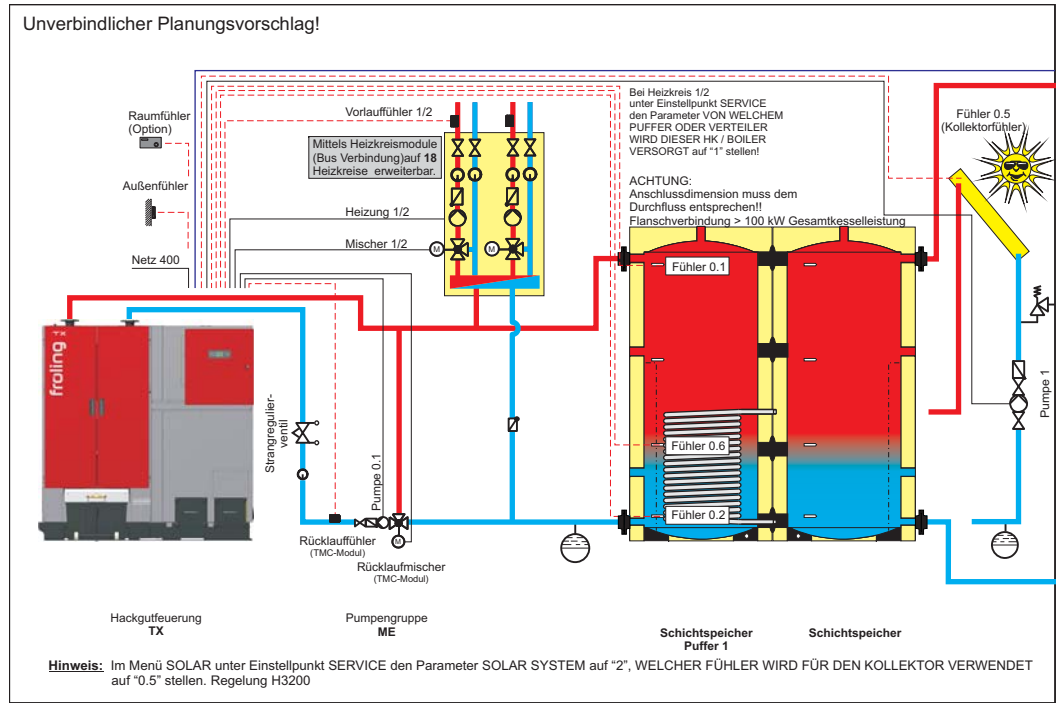 Unverbindlicher Planungsvorschlag!
Raumfühler
(Option)
Außenfühler
Netz 400
Vorlauffühler 1/2
Mittels Heizkreismodule
(Bus Verbindung)auf 18
Heizkreise erweiterbar.
Heizung 1/2
Mischer 1/2
M
M
Bei Heizkreis 1/2
unter Einstellpunkt SERVICE
den Parameter VON WELCHEM
PUFFER ODER VERTEILER
WIRD DIESER HK / BOILER
VERSORGT auf “1” stellen!
ACHTUNG:
Anschlussdimension muss dem
Durchfluss entsprechen!!
Flanschverbindung > 100 kW Gesamtkesselleistung
Fühler 0.5
(Kollektorfühler)
Fühler 0.1
Fühler 0.6
Fühler 0.2
Pumpe 1
froling
tx
Strangregulier-
ventil
Pumpe 0.1
M
Rücklauffühler
(TMC-Modul)
Rücklaufmischer
(TMC-Modul)
Hackgutfeuerung
TX
Pumpengruppe
ME
Schichtspeicher
Puffer 1
Schichtspeicher
Hinweis: Im Menü SOLAR unter Einstellpunkt SERVICE den Parameter SOLAR SYSTEM auf “2”, WELCHER FÜHLER WIRD FÜR DEN KOLLEKTOR VERWENDET
auf “0.5” stellen. Regelung H3200